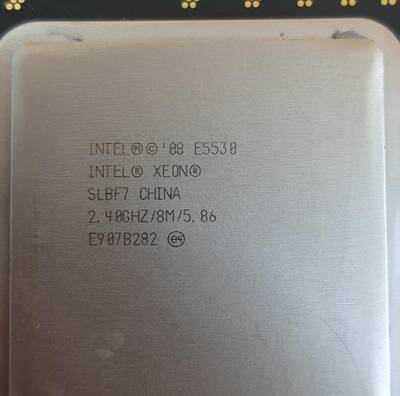 INTEL Ⓜ © '08 E5530
INTEL® XEON®
SLBF7 CHINA
2.40GHZ/8M/5.86
E907B282 e4